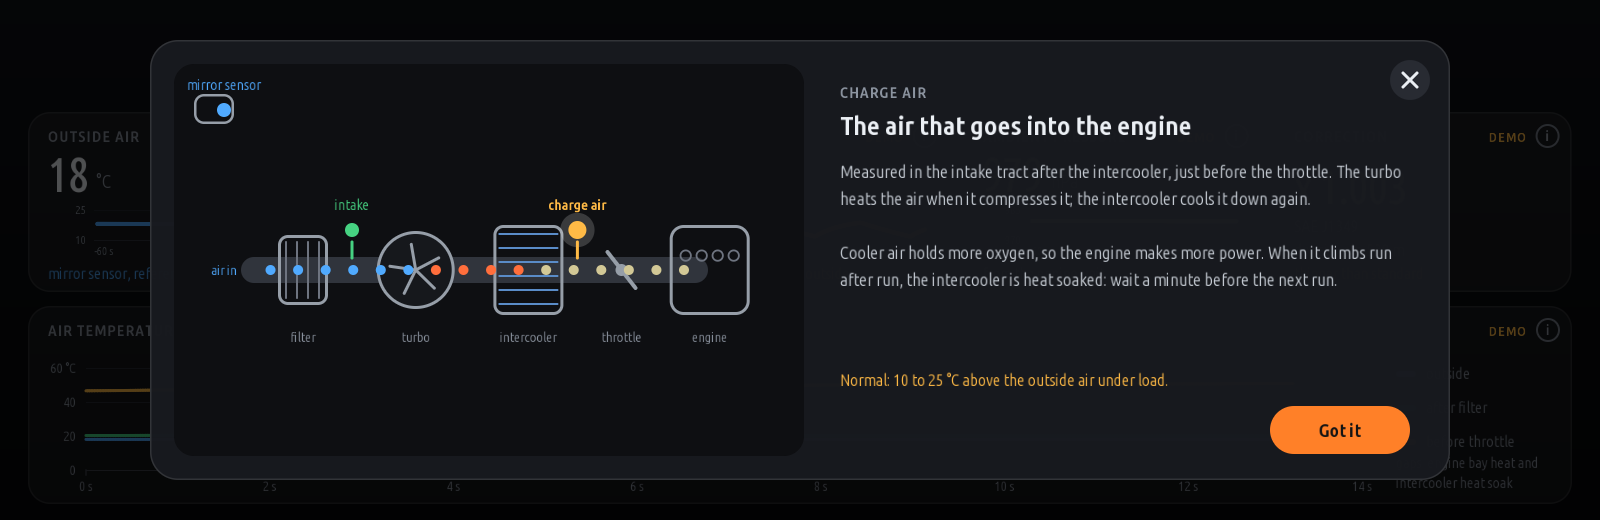 mirror sensor
intake
charge air
air in
filter
turbo
intercooler
throttle
engine
CHARGE AIR
The air that goes into the engine
Measured in the intake tract after the intercooler, just before the throttle. The turbo
heats the air when it compresses it; the intercooler cools it down again.
Cooler air holds more oxygen, so the engine makes more power. When it climbs run
after run, the intercooler is heat soaked: wait a minute before the next run.
Normal: 10 to 25 °C above the outside air under load.
Got it
OUTSIDE AIR
18 °C
25
10
-60 s
mirror sensor, ref
DEMO i
AIR TEMPERAT
60 °C
40
20
0
0 s
2 s
4 s
6 s
8 s
10 s
12 s
14 s
DEMO i
filter
throttle
bay heat and
intercooler heat soak